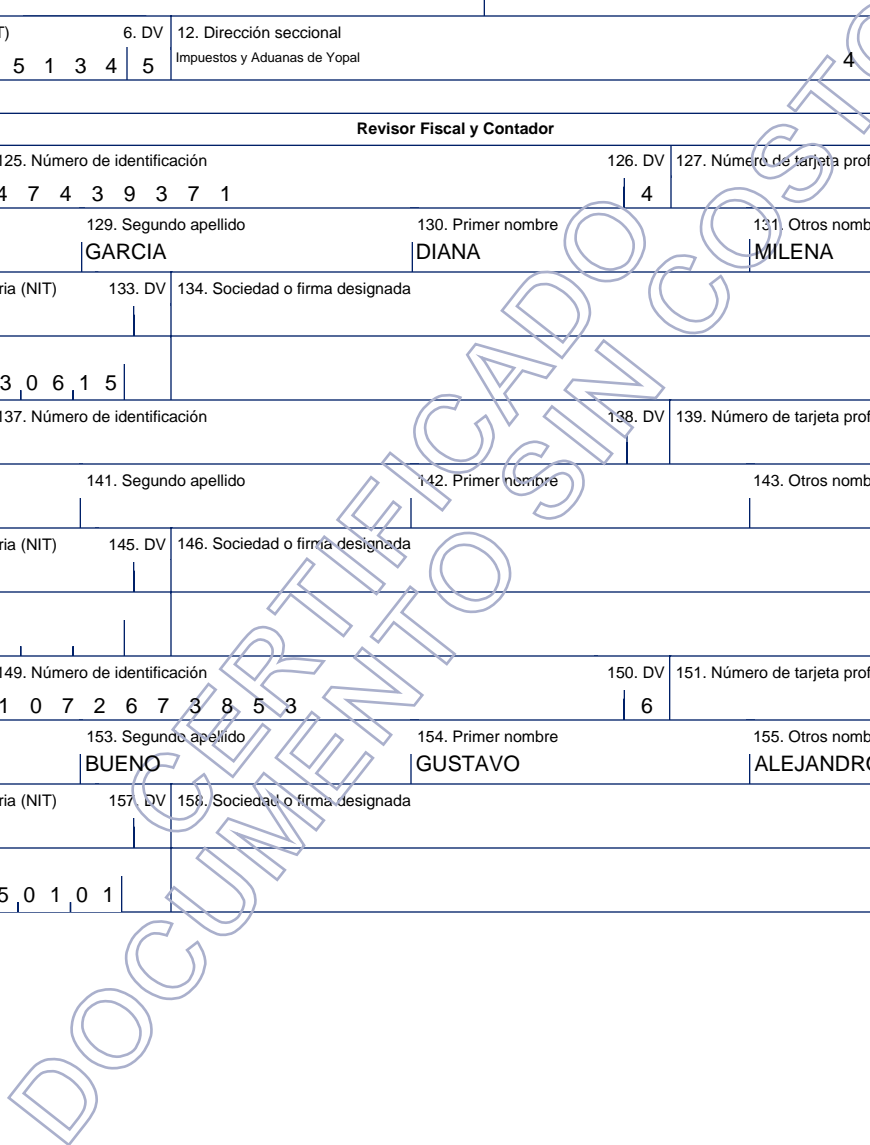 T) 6. DV 12. Dirección seccional
5 1 3 4 5 Impuestos y Aduanas de Yopal 4
Revisor Fiscal y Contador
125. Número de identificación 126. DV 127. Número de tarjeta prof
4 7 4 3 9 3 7 1 4
129. Segundo apellido 130. Primer nombre 131. Otros nomb
GARCIA DIANA MILENA
ria (NIT) 133. DV 134. Sociedad o firma designada
3 0 6 1 5
137. Número de identificación 138. DV 139. Número de tarjeta prof
141. Segundo apellido 142. Primer nombre 143. Otros nomb
ria (NIT) 145. DV 146. Sociedad o firma designada
149. Número de identificación 150. DV 151. Número de tarjeta prof
1 0 7 2 6 7 3 8 5 3 6
153. Segundo apellido 154. Primer nombre 155. Otros nomb
BUENO GUSTAVO ALEJANDRO
ria (NIT) 157. DV 158. Sociedad o firma designada
5 0 1 0 1
CERTIFICADO
DOCUMENTO SIN COSTO